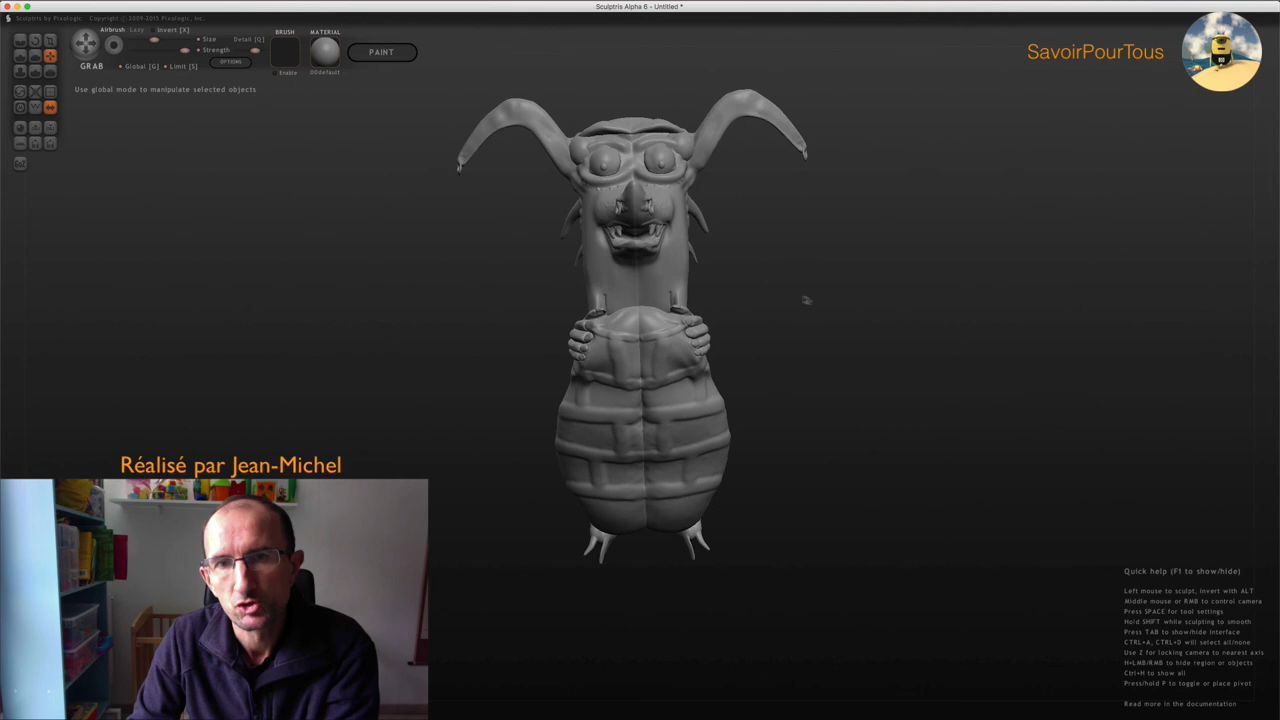 Sculptris Alpha 6 - Untitled *
Sculptris by Pixologic Copyright ©2009-2015 Pixologic, Inc.
Airbrush Lazy Invert [X]
Size Detail [Q]
Strength
GRAB
Global [G] Limit [S]
OPTIONS
BRUSH
Enable
MATERIAL
00default
PAINT
Use global mode to manipulate selected objects
GoZ
SavoirPourTous
Réalisé par Jean-Michel
Quick help (F1 to show/hide)
Left mouse to sculpt, Invert with ALT
Middle mouse or RMB to control camera
Press SPACE for tool settings
Hold SHIFT while sculpting to smooth
Press TAB to show/hide interface
CTRL+A, CTRL+D will select all/none
Use Z for locking camera to nearest axis
H+LMB/RMB to hide region or objects
Ctrl+H to show all
Press/hold P to toggle or place pivot
Read more in the documentation